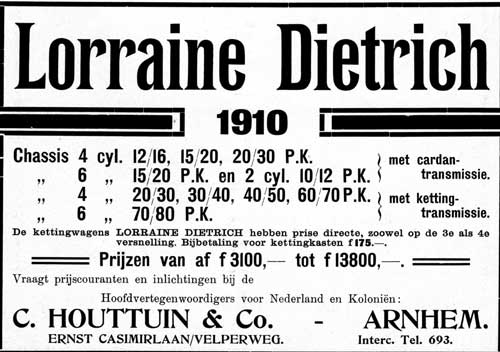 Lorraine Dietrich
1910
Chassis 4 cyl. 12/16, 15/20, 20/30 P.K. } met cardan-
„ 6 „ 15/20 P.K. en 2 cyl. 10/12 P.K. } transmissie.
„ 4 „ 20/30, 30/40, 40/50, 60/70 P.K. } met ketting-
„ 6 „ 70/80 P.K. } transmissie.
De kettingwagens LORRAINE DIETRICH hebben prise directe, zoowel op de 3e als 4e
versnelling. Bijbetaling voor kettingkasten f 175.—.
Prijzen van af f 3100,— tot f 13800,—.
Vraagt prijscouranten en inlichtingen bij de
Hoofdvertegenwoordigers voor Nederland en Koloniën:
C. HOUTTUIN & Co. - ARNHEM.
ERNST CASIMIRLAAN/VELPERWEG. Interc. Tel. 693.